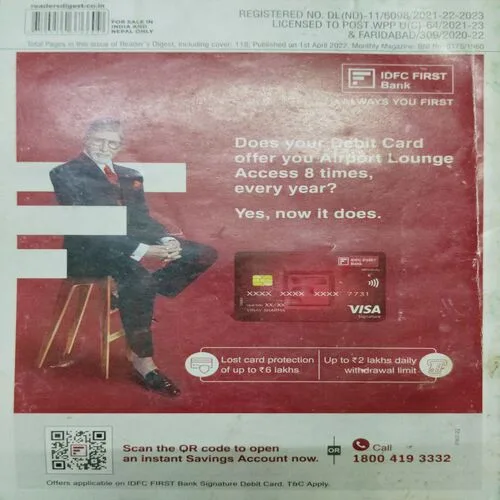 readersdigest.co.in
FOR SALE IN
INDIA AND
NEPAL ONLY
REGISTERED NO. DL(ND)-11/6098/2021-22-2023
LICENSED TO POST WPP U(C)-64/2021-23
& FARIDABAD/309/2020-22
Total Pages in this issue of Reader's Digest, including cover: 118, Published on 1st April 2022. Monthly Magazine.
IDFC FIRST
Bank
ALWAYS YOU FIRST
Does your Debit Card
offer you Airport Lounge
Access 8 times,
every year?
Yes, now it does.
IDFC FIRST
Bank
XXXX XXXX XXXX 7731
XX/XX
VINAY SHARMA
VISA
Signature
Lost card protection
of up to ₹6 lakhs
Up to ₹2 lakhs daily
withdrawal limit
Scan the QR code to open
an instant Savings Account now.
OR
Call
1800 419 3332
Offers applicable on IDFC FIRST Bank Signature Debit Card. T&C Apply.